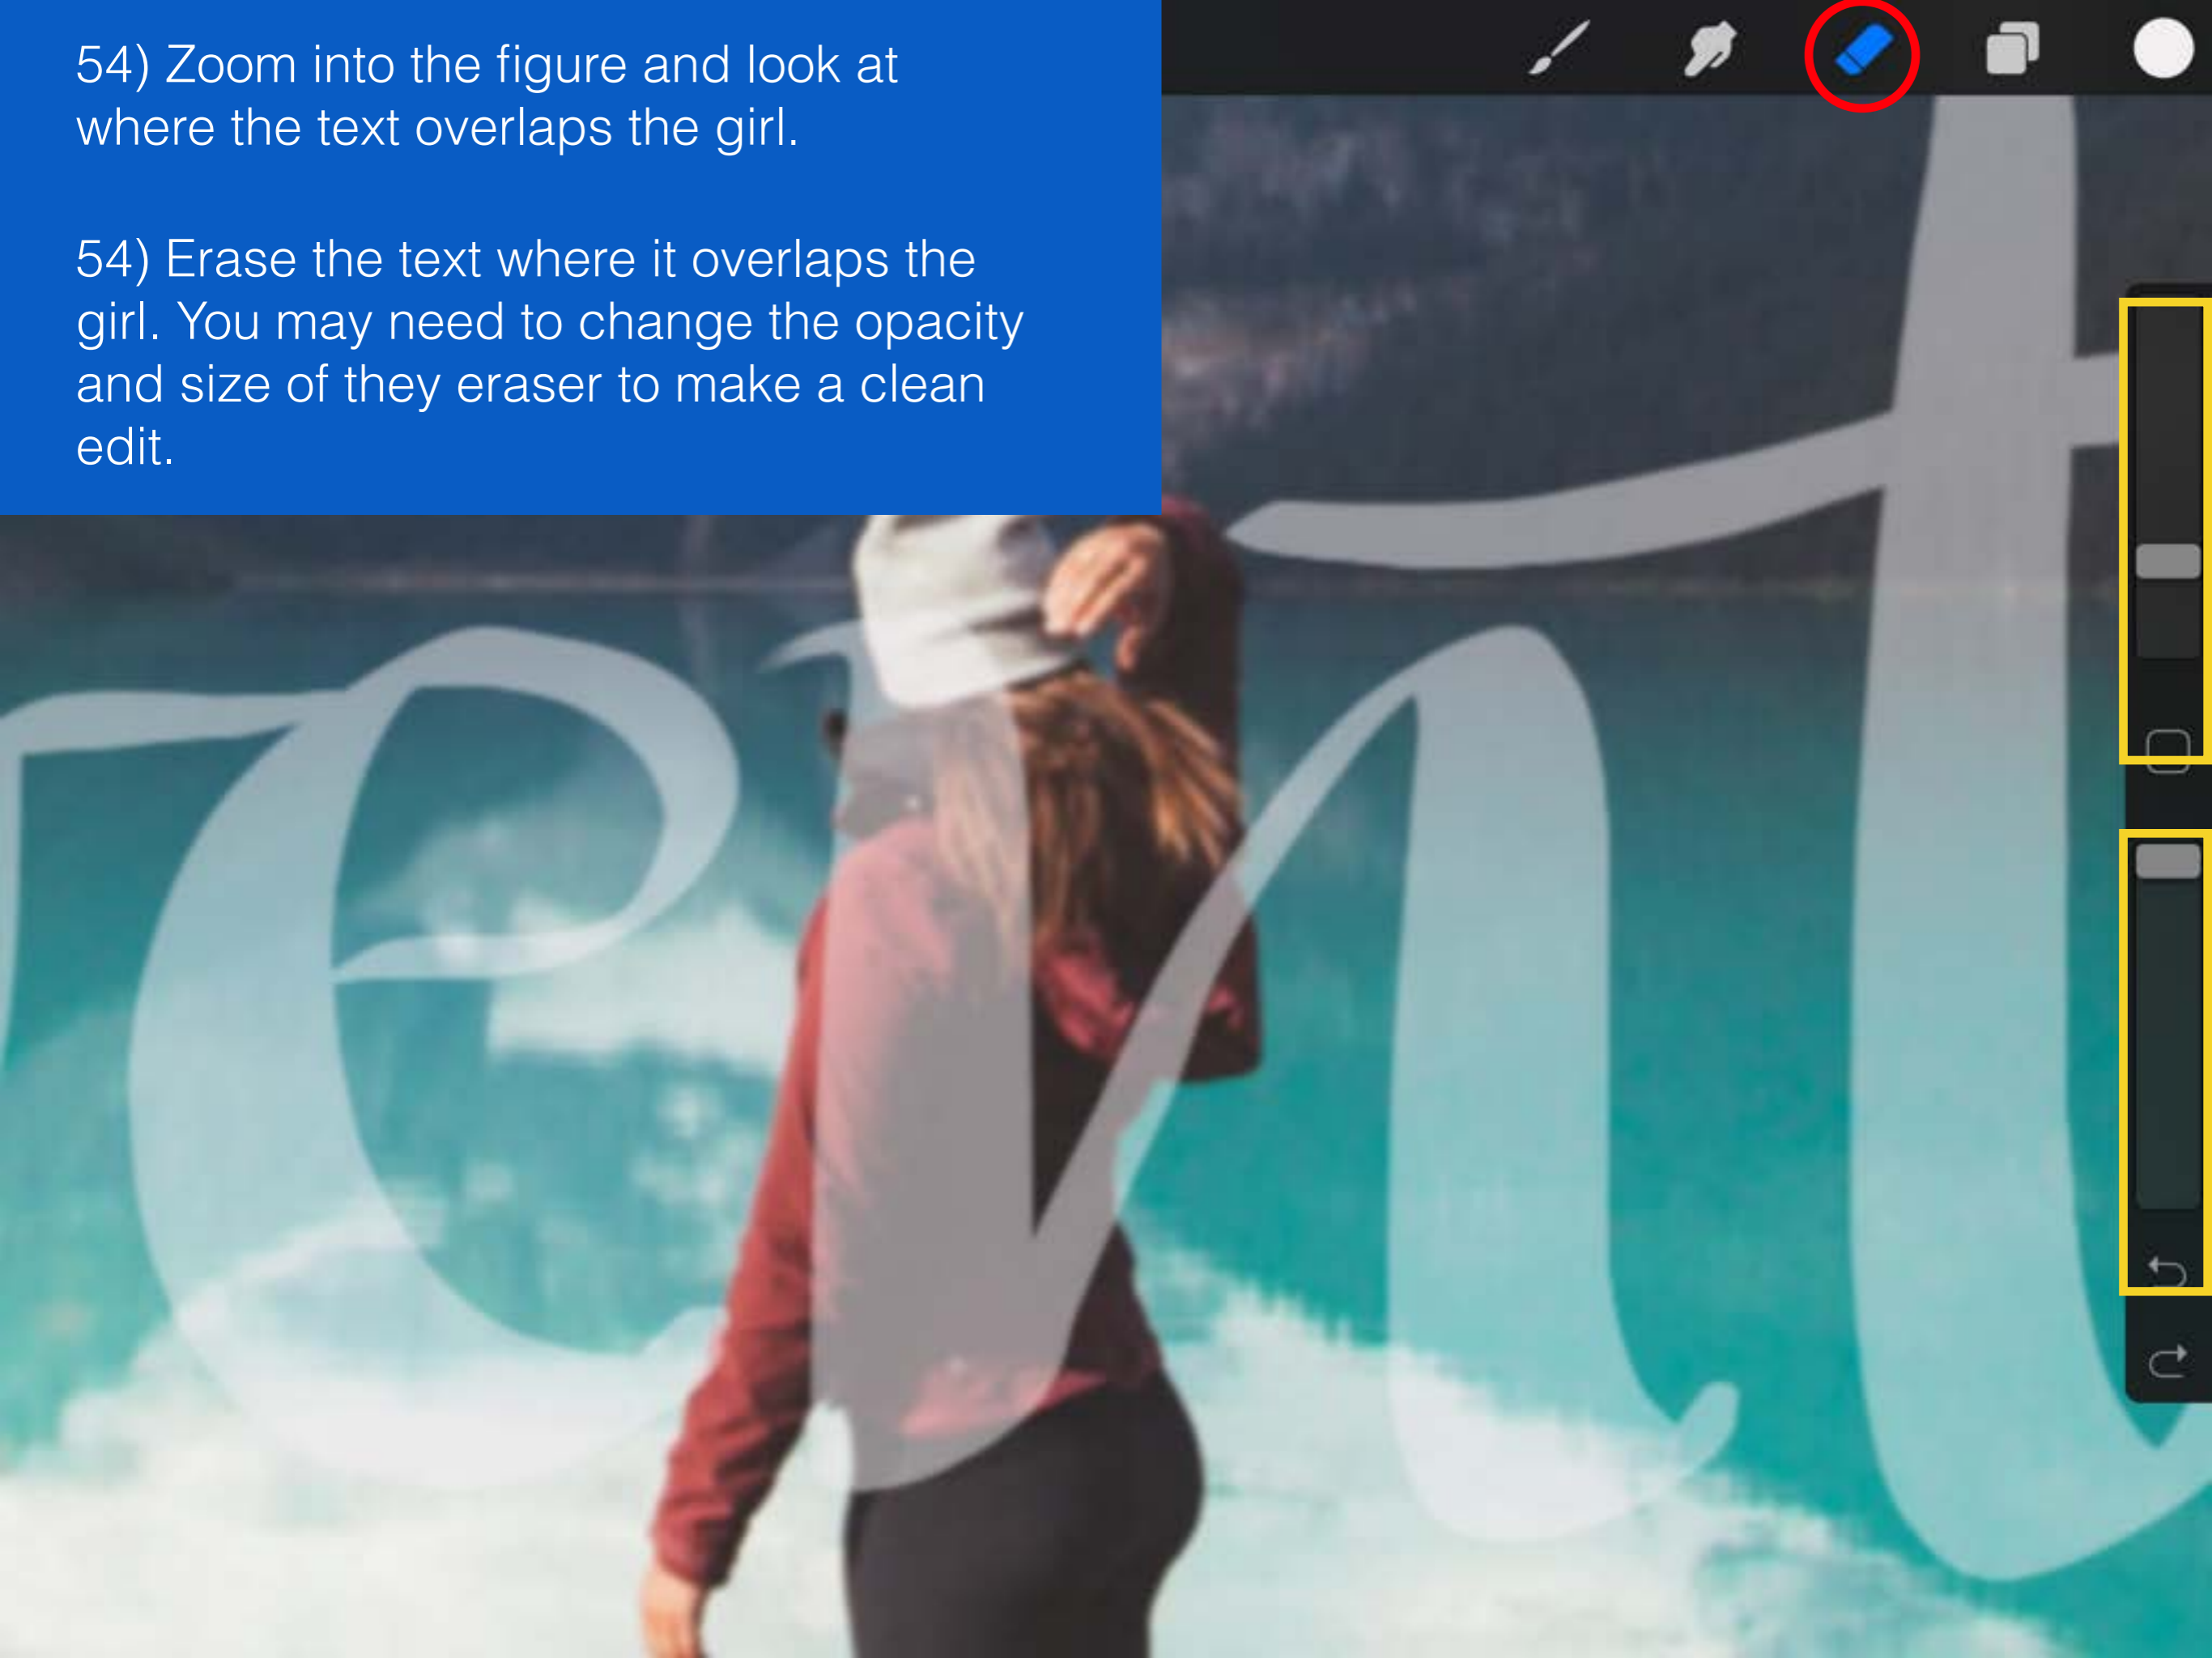 54) Zoom into the figure and look at
where the text overlaps the girl.
54) Erase the text where it overlaps the
girl. You may need to change the opacity
and size of they eraser to make a clean
edit.
ent